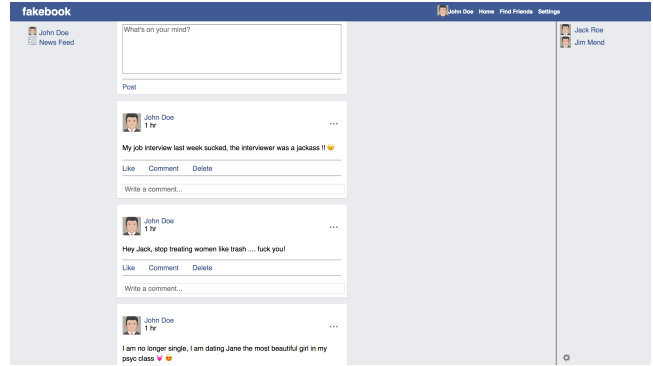 fakebook
John Doe Home Find Friends Settings
John Doe
News Feed
What's on your mind?
Post
John Doe
1 hr
My job interview last week sucked, the interviewer was a jackass !! 😠
Like Comment Delete
Write a comment...
John Doe
1 hr
Hey Jack, stop treating women like trash .... fuck you!
Like Comment Delete
Write a comment...
John Doe
1 hr
I am no longer single, I am dating Jane the most beautiful girl in my
psyc class 💓 😍
Jack Roe
Jim Mend